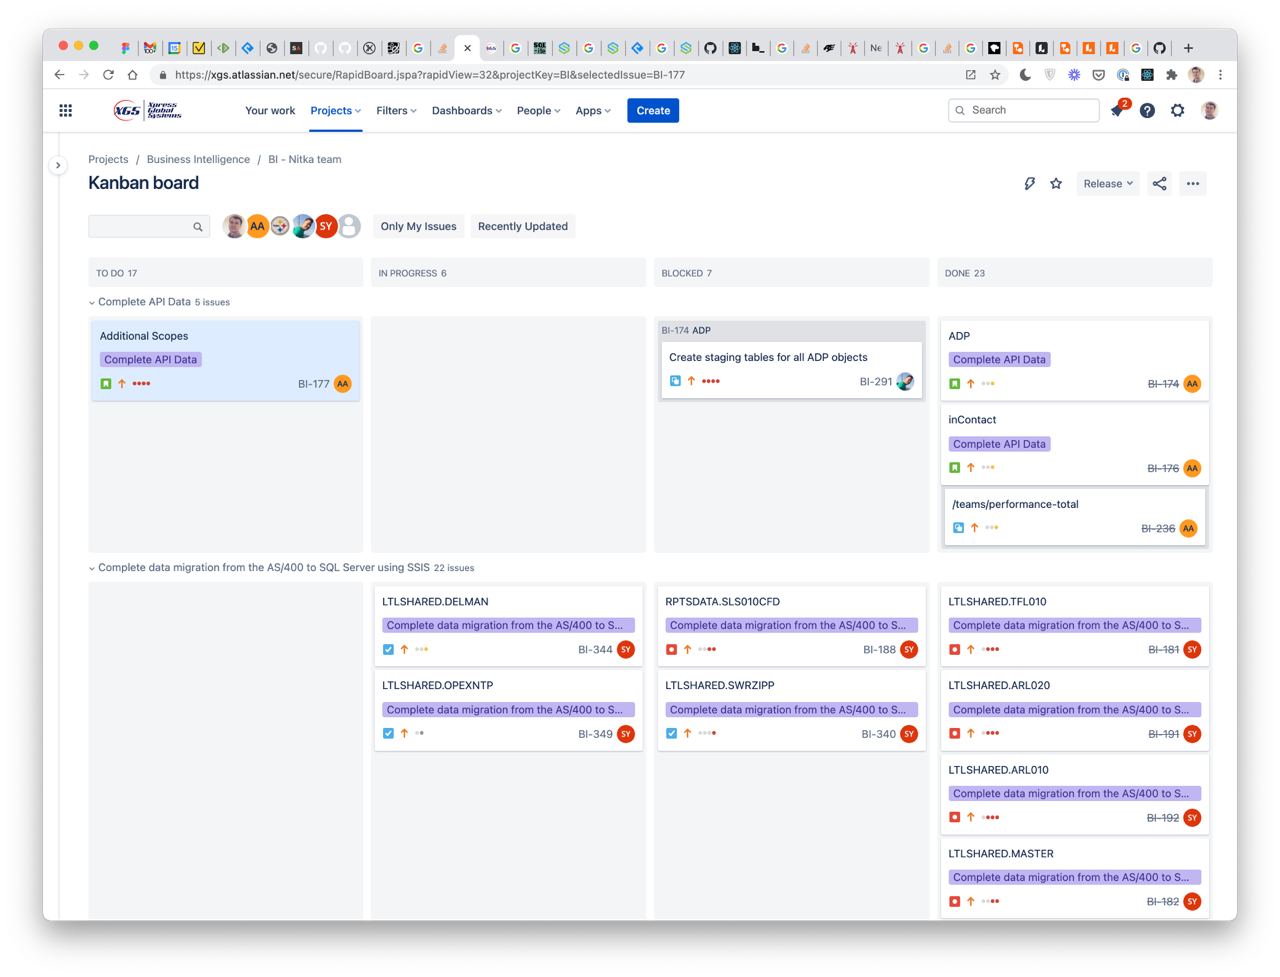 https://xgs.atlassian.net/secure/RapidBoard.jspa?rapidView=32&projectKey=BI&selectedIssue=BI-177
XGS Xpress Global Systems
Your work Projects Filters Dashboards People Apps Create
Search
2
Projects / Business Intelligence / BI - Nitka team
Kanban board
Release
AA SY
Only My Issues Recently Updated
TO DO 17 IN PROGRESS 6 BLOCKED 7 DONE 23
Complete API Data 5 issues
Additional Scopes
Complete API Data
BI-177 AA
BI-174 ADP
Create staging tables for all ADP objects
BI-291
ADP
Complete API Data
BI-174 AA
inContact
Complete API Data
BI-176 AA
/teams/performance-total
BI-236 AA
Complete data migration from the AS/400 to SQL Server using SSIS 22 issues
LTLSHARED.DELMAN
Complete data migration from the AS/400 to S...
BI-344 SY
LTLSHARED.OPEXNTP
Complete data migration from the AS/400 to S...
BI-349 SY
RPTSDATA.SLS010CFD
Complete data migration from the AS/400 to S...
BI-188 SY
LTLSHARED.SWRZIPP
Complete data migration from the AS/400 to S...
BI-340 SY
LTLSHARED.TFL010
Complete data migration from the AS/400 to S...
BI-181 SY
LTLSHARED.ARL020
Complete data migration from the AS/400 to S...
BI-191 SY
LTLSHARED.ARL010
Complete data migration from the AS/400 to S...
BI-192 SY
LTLSHARED.MASTER
Complete data migration from the AS/400 to S...
BI-182 SY